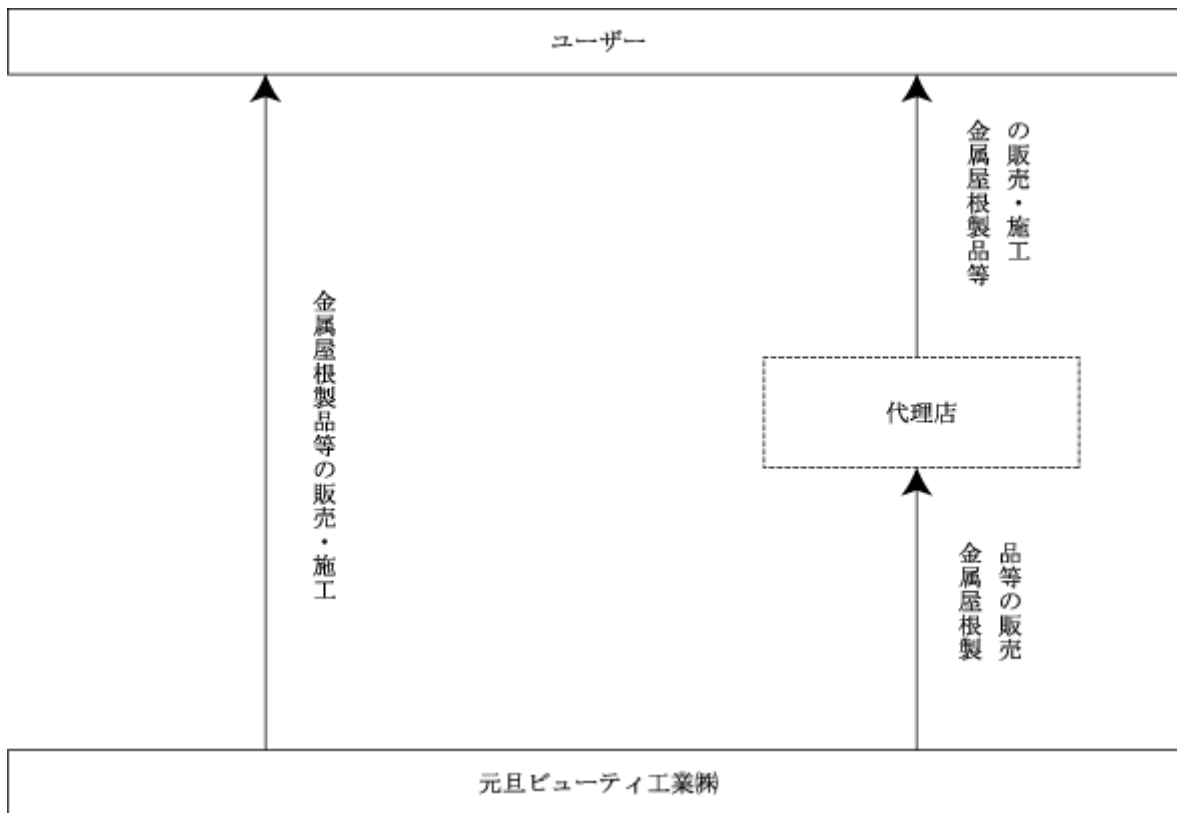 ユーザー
金属屋根製品等
の販売・施工
金属屋根製品等の販売・施工
代理店
金属屋根製
品等の販売
元旦ビューティ工業㈱